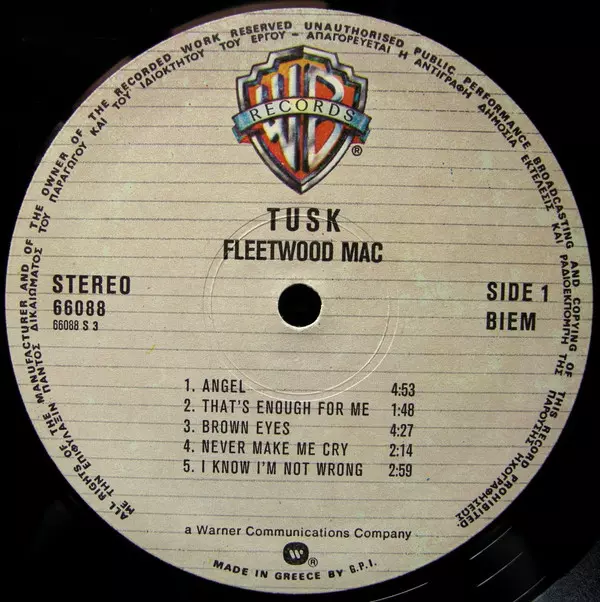 ALL RIGHTS OF THE MANUFACTURER AND OF THE OWNER OF THE RECORDED WORK RESERVED UNAUTHORISED PUBLIC PERFORMANCE BROADCASTING AND COPYING OF THIS RECORD PROHIBITED
ΜΕ ΤΗΝ ΕΠΙΦΥΛΑΞΙΝ ΠΑΝΤΟΣ ΔΙΚΑΙΩΜΑΤΟΣ ΤΟΥ ΠΑΡΑΓΩΓΟΥ ΚΑΙ ΤΟΥ ΙΔΙΟΚΤΗΤΟΥ ΤΟΥ ΕΡΓΟΥ - ΑΠΑΓΟΡΕΥΕΤΑΙ Η ΑΝΤΙΓΡΑΦΗ ΔΗΜΟΣΙΑ ΕΚΤΕΛΕΣΙΣ ΚΑΙ ΡΑΔΙΟΕΚΠΟΜΠΗ ΤΗΣ ΠΑΡΟΥΣΗΣ ΗΧΟΓΡΑΦΗΣΕΩΣ
WB
RECORDS
®
TUSK
FLEETWOOD MAC
STEREO
66088
66088 S 3
SIDE 1
BIEM
1. ANGEL 4:53
2. THAT'S ENOUGH FOR ME 1:48
3. BROWN EYES 4:27
4. NEVER MAKE ME CRY 2:14
5. I KNOW I'M NOT WRONG 2:59
a Warner Communications Company
®
MADE IN GREECE BY G.P.I.